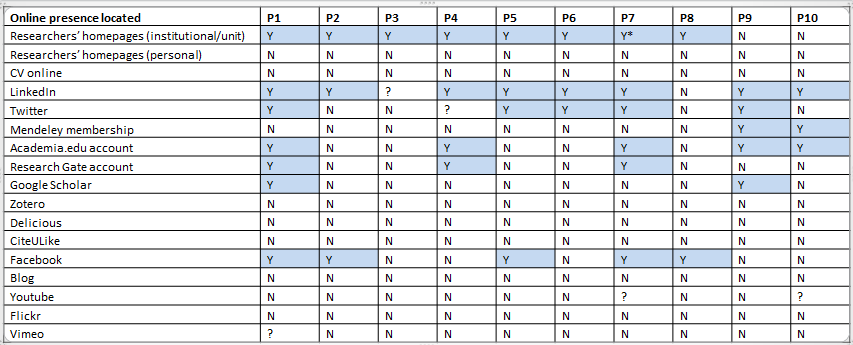 Online presence located P1 P2 P3 P4 P5 P6 P7 P8 P9 P10
Researchers' homepages (institutional/unit) Y Y Y Y Y Y Y* Y N N
Researchers' homepages (personal) N N N N N N N N N N
CV online N N N N N N N N N N
LinkedIn Y Y ? Y Y Y Y N Y Y
Twitter Y N N ? Y Y Y N Y N
Mendeley membership N N N N N N N N Y Y
Academia.edu account Y N N Y N N Y N Y Y
Research Gate account Y N N Y N N Y N N N
Google Scholar Y N N N N N N N Y N
Zotero N N N N N N N N N N
Delicious N N N N N N N N N N
CiteULike N N N N N N N N N N
Facebook Y Y N N Y N Y Y N N
Blog N N N N N N N N N N
Youtube N N N N N N ? N N ?
Flickr N N N N N N N N N N
Vimeo ? N N N N N N N N N